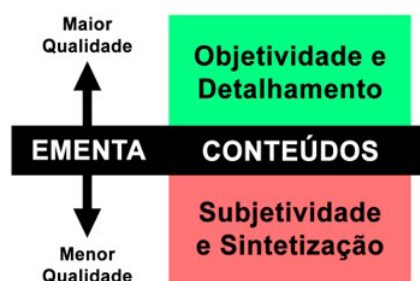 Maior
Qualidade
Objetividade e
Detalhamento
EMENTA
CONTEÚDOS
Subjetividade
e Sintetização
Menor
Qualidade